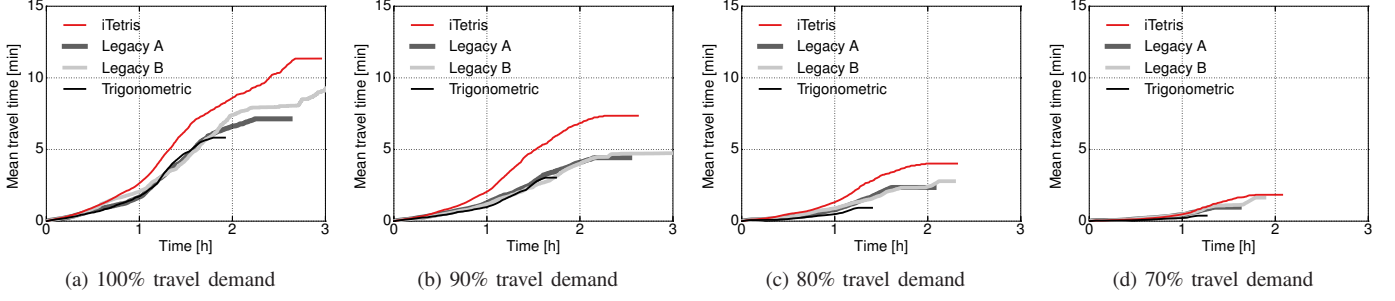 Mean travel time [min]
15
10
5
0
iTetris
Legacy A
Legacy B
Trigonometric
0 1 2 3
Time [h]
(a) 100% travel demand
Mean travel time [min]
15
10
5
0
iTetris
Legacy A
Legacy B
Trigonometric
0 1 2 3
Time [h]
(b) 90% travel demand
Mean travel time [min]
15
10
5
0
iTetris
Legacy A
Legacy B
Trigonometric
0 1 2 3
Time [h]
(c) 80% travel demand
Mean travel time [min]
15
10
5
0
iTetris
Legacy A
Legacy B
Trigonometric
0 1 2 3
Time [h]
(d) 70% travel demand